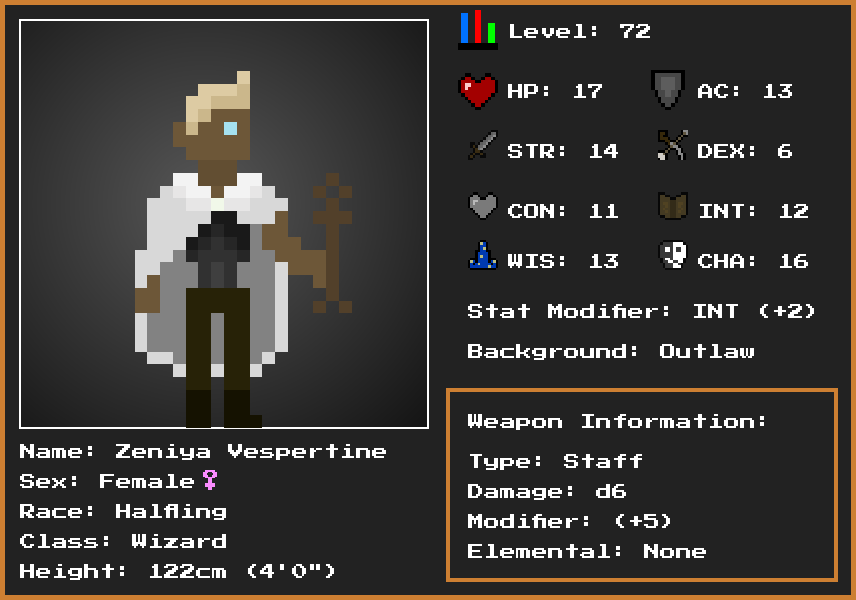 Level: 72
HP: 17
AC: 13
STR: 14
DEX: 6
CON: 11
INT: 12
WIS: 13
CHA: 16
Stat Modifier: INT (+2)
Background: Outlaw
Weapon Information:
Type: Staff
Damage: d6
Modifier: (+5)
Elemental: None
Name: Zeniya Vespertine
Sex: Female♀
Race: Halfling
Class: Wizard
Height: 122cm (4'0")